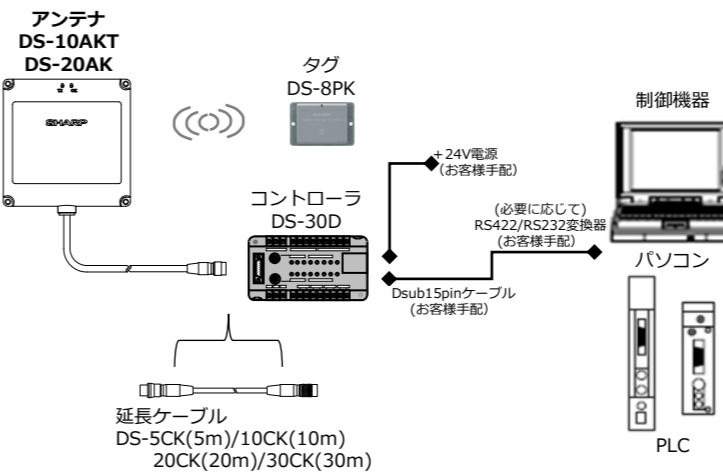 アンテナ
DS-10AKT
DS-20AK
SHARP
タグ
DS-8PK
コントローラ
DS-30D
+24V電源
(お客様手配)
制御機器
(必要に応じて)
RS422/RS232変換器
(お客様手配)
パソコン
Dsub15pinケーブル
(お客様手配)
延長ケーブル
DS-5CK(5m)/10CK(10m)
20CK(20m)/30CK(30m)
PLC